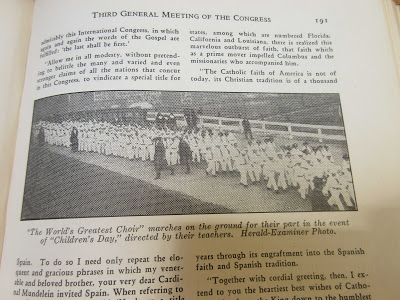 THIRD GENERAL MEETING OF THE CONGRESS 191
admirably this International Congress, in which
again and again the words of the Gospel are
fulfilled: 'the last shall be first.'
"Allow me in all modesty, without pretend-
ing to belittle the many and varied and even
stronger claims of all the nations that concur
in this Congress, to vindicate a special title for
states, among which are numbered Florida,
California and Louisiana, there is realized this
marvelous outburst of faith, that faith which
as a prime mover impelled Columbus and the
missionaries who accompanied him.
"The Catholic faith of America is not of
today, its Christian tradition is of a thousand
"The World's Greatest Choir" marches on the ground for their part in the event
of "Children's Day," directed by their teachers. Herald-Examiner Photo.
Spain. To do so I need only repeat the elo-
quent and gracious phrases in which my vener-
able and beloved brother, your very dear Cardi-
nal Mundelein invited Spain. When referring to
a title
years through its engraftment into the Spanish
faith and Spanish tradition.
"Together with cordial greeting, then, I ex-
tend to you the heartiest best wishes of Catho-
the King down to the humblest